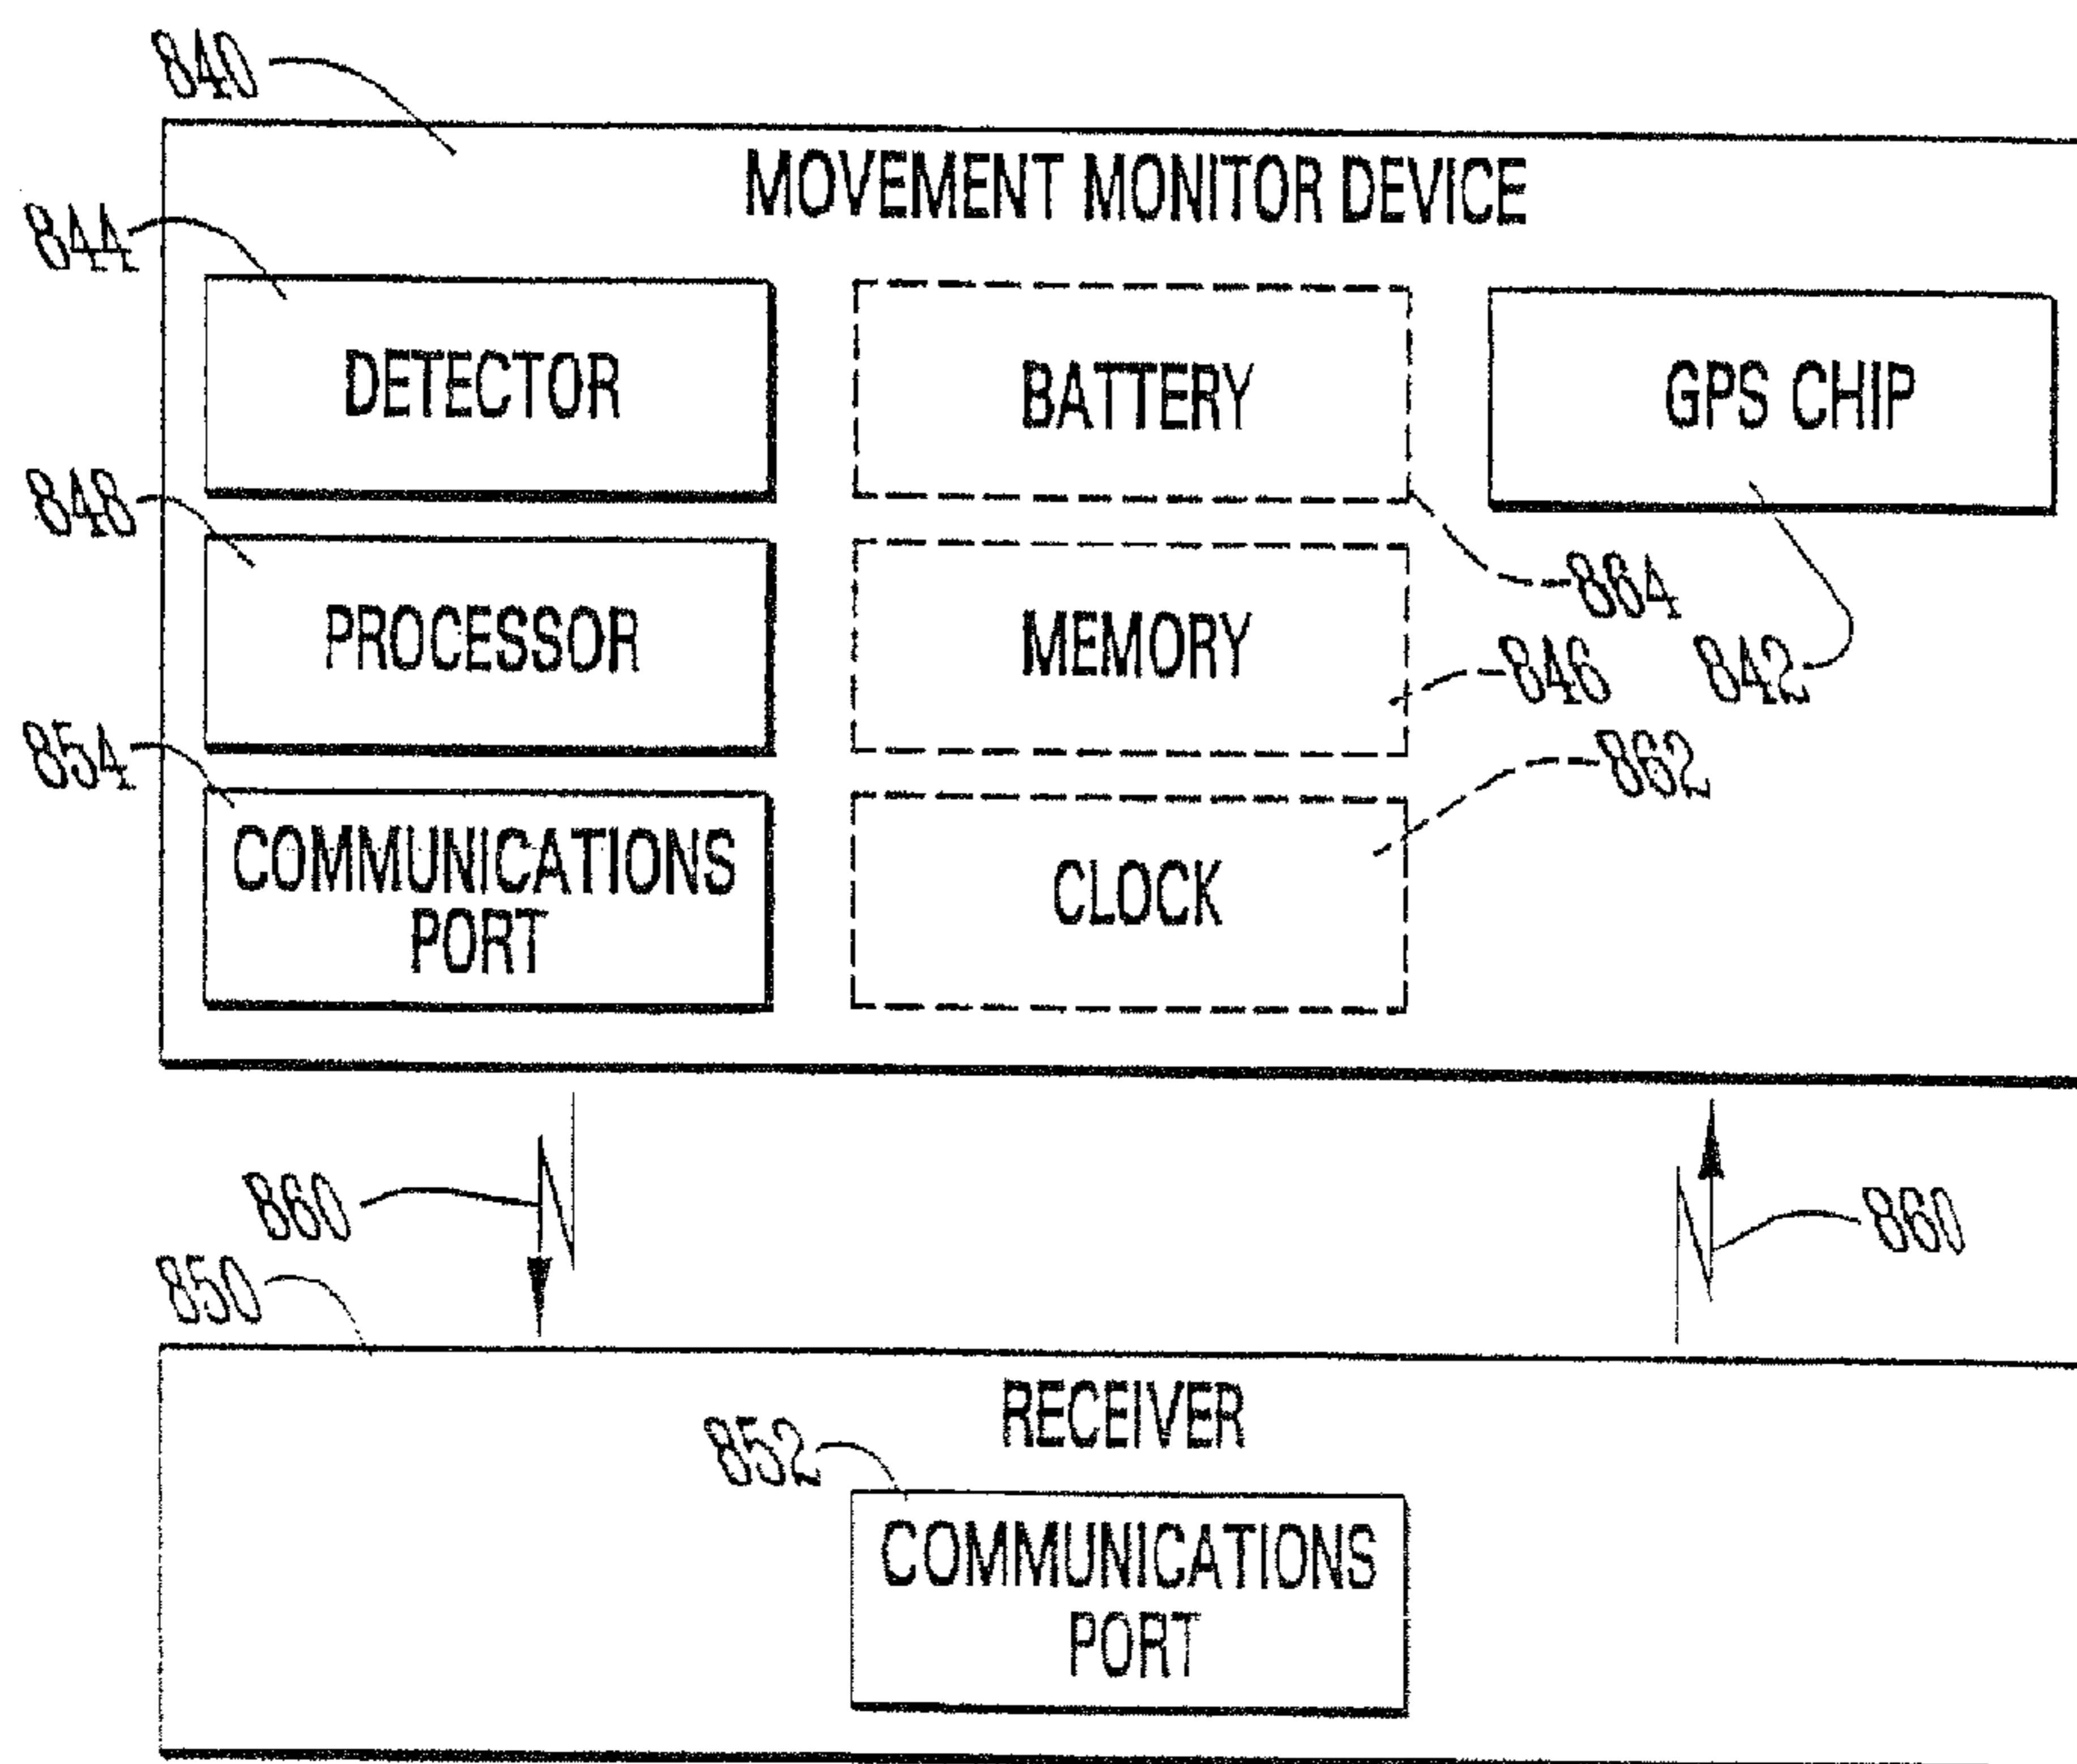 840
MOVEMENT MONITOR DEVICE
844
DETECTOR
BATTERY
GPS CHIP
848
864
PROCESSOR
MEMORY
846
842
854
862
COMMUNICATIONS
PORT
CLOCK
860
860
850
RECEIVER
852
COMMUNICATIONS
PORT